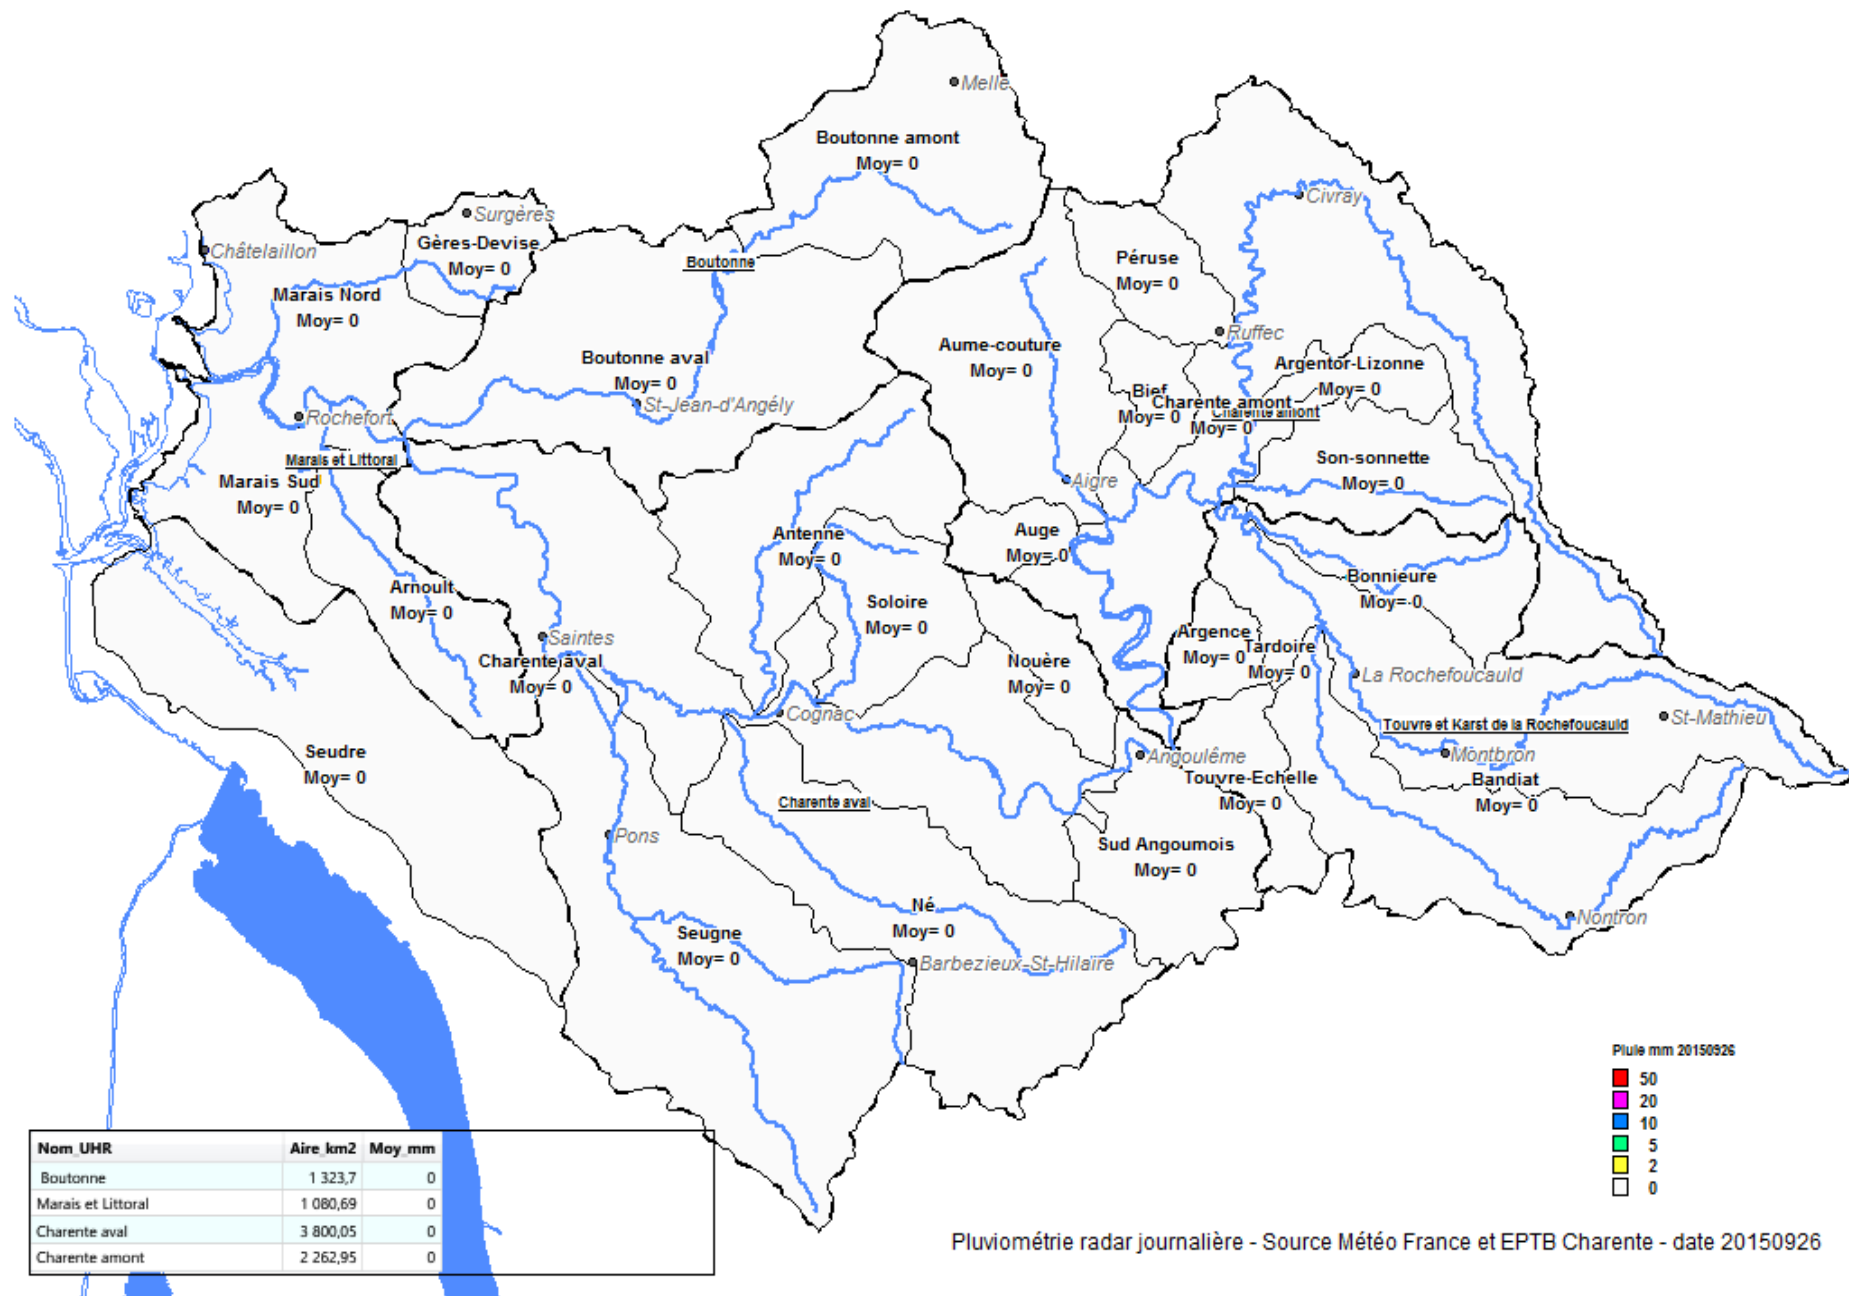 Melle
Boutonne amont
Moy= 0
Civray
Surgères
Châtelaillon
Gères-Devise
Moy= 0
Boutonne
Péruse
Moy= 0
Marais Nord
Moy= 0
Ruffec
Aume-couture
Moy= 0
Boutonne aval
Moy= 0
Argentor-Lizonne
Moy= 0
Bief
Moy= 0
Charente amont
Moy= 0
Charente amont
St-Jean-d'Angély
Rochefort
Marais et Littoral
Marais Sud
Moy= 0
Son-sonnette
Moy= 0
Aigre
Antenne
Moy= 0
Auge
Moy= 0
Bonnieure
Moy= 0
Arnoult
Moy= 0
Soloire
Moy= 0
Saintes
Argence
Moy= 0
Tardoire
Moy= 0
Charente aval
Moy= 0
Nouère
Moy= 0
La Rochefoucauld
Cognac
St-Mathieu
Touvre et Karst de la Rochefoucauld
Seudre
Moy= 0
Angoulême
Montbron
Touvre-Echelle
Moy= 0
Bandiat
Moy= 0
Charente aval
Pons
Sud Angoumois
Moy= 0
Né
Moy= 0
Nontron
Seugne
Moy= 0
Barbezieux-St-Hilaire
Pluie mm 20150926
50
20
10
5
2
0
Nom_UHR Aire_km2 Moy_mm
Boutonne 1 323,7 0
Marais et Littoral 1 080,69 0
Charente aval 3 800,05 0
Charente amont 2 262,95 0
Pluviométrie radar journalière - Source Météo France et EPTB Charente - date 20150926